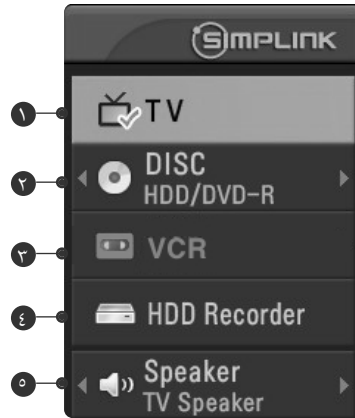 SIMPLINK
١ TV
٢ DISC
HDD/DVD-R
٣ VCR
٤ HDD Recorder
٥ Speaker
TV Speaker